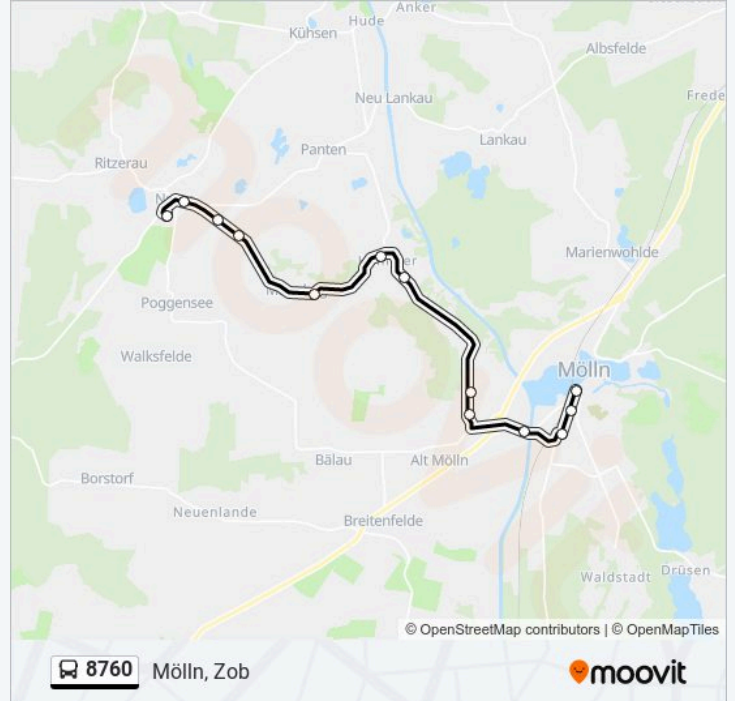 Anker
Hude
Kühsen
Albsfelde
Neu Lankau
Frede
Lankau
Panten
Ritzerau
Marienwohlde
Poggensee
Walksfelde
Mölln
Bälau
Alt Mölln
Borstorf
Neuenlande
Breitenfelde
Drüsen
Waldstadt
© OpenStreetMap contributors | © OpenMapTiles
8760 Mölln, Zob
moovit